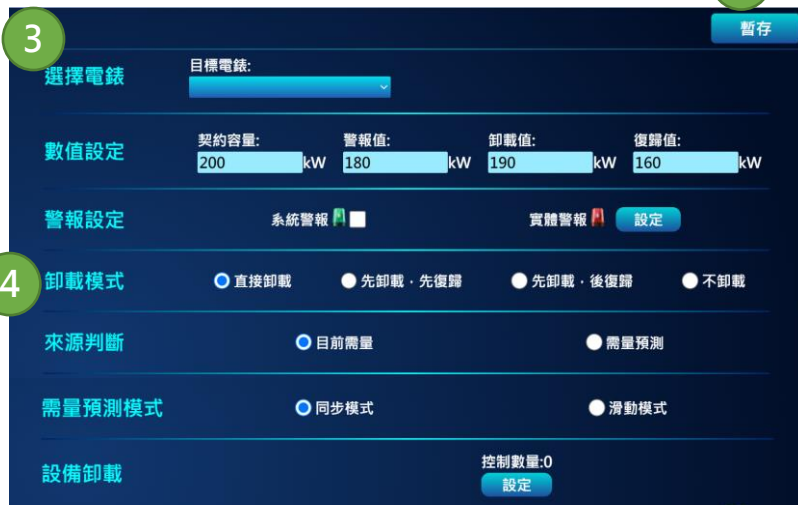 3
暫存
選擇電錶
目標電錶:
數值設定
契約容量: 警報值: 卸載值: 復歸值:
200 kW 180 kW 190 kW 160 kW
警報設定 系統警報 實體警報 設定
4
卸載模式 直接卸載 先卸載・先復歸 先卸載・後復歸 不卸載
來源判斷 目前需量 需量預測
需量預測模式 同步模式 滑動模式
設備卸載
控制數量:0
設定